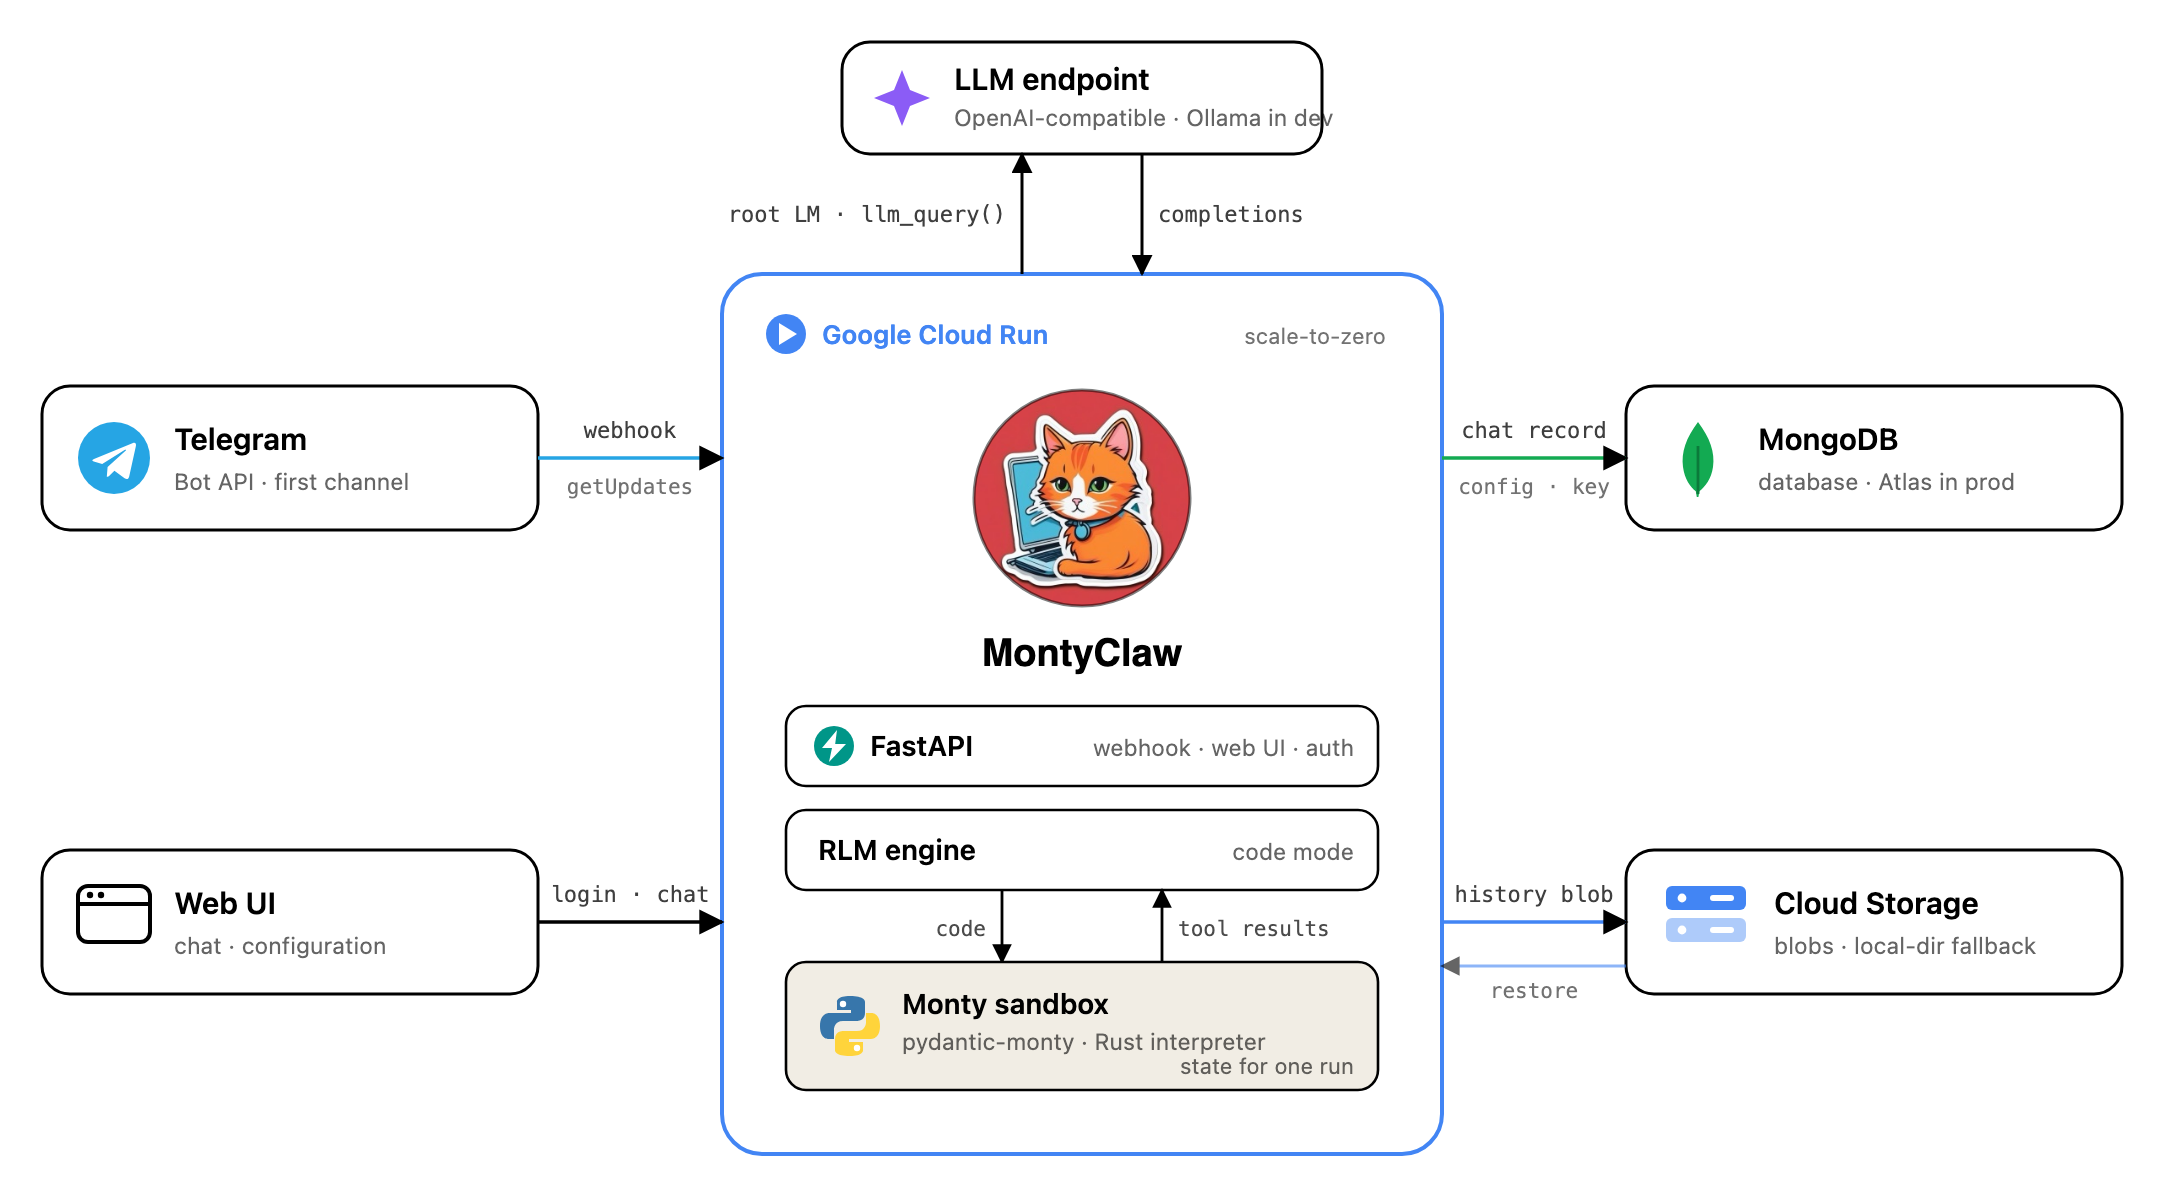 LLM endpoint
OpenAI-compatible · Ollama in dev
root LM · llm_query()
completions
Google Cloud Run
scale-to-zero
Telegram
Bot API · first channel
webhook
getUpdates
chat record
config · key
MongoDB
database · Atlas in prod
MontyClaw
FastAPI
webhook · web UI · auth
RLM engine
code mode
Web UI
chat · configuration
login · chat
code
tool results
history blob
restore
Cloud Storage
blobs · local-dir fallback
Monty sandbox
pydantic-monty · Rust interpreter
state for one run